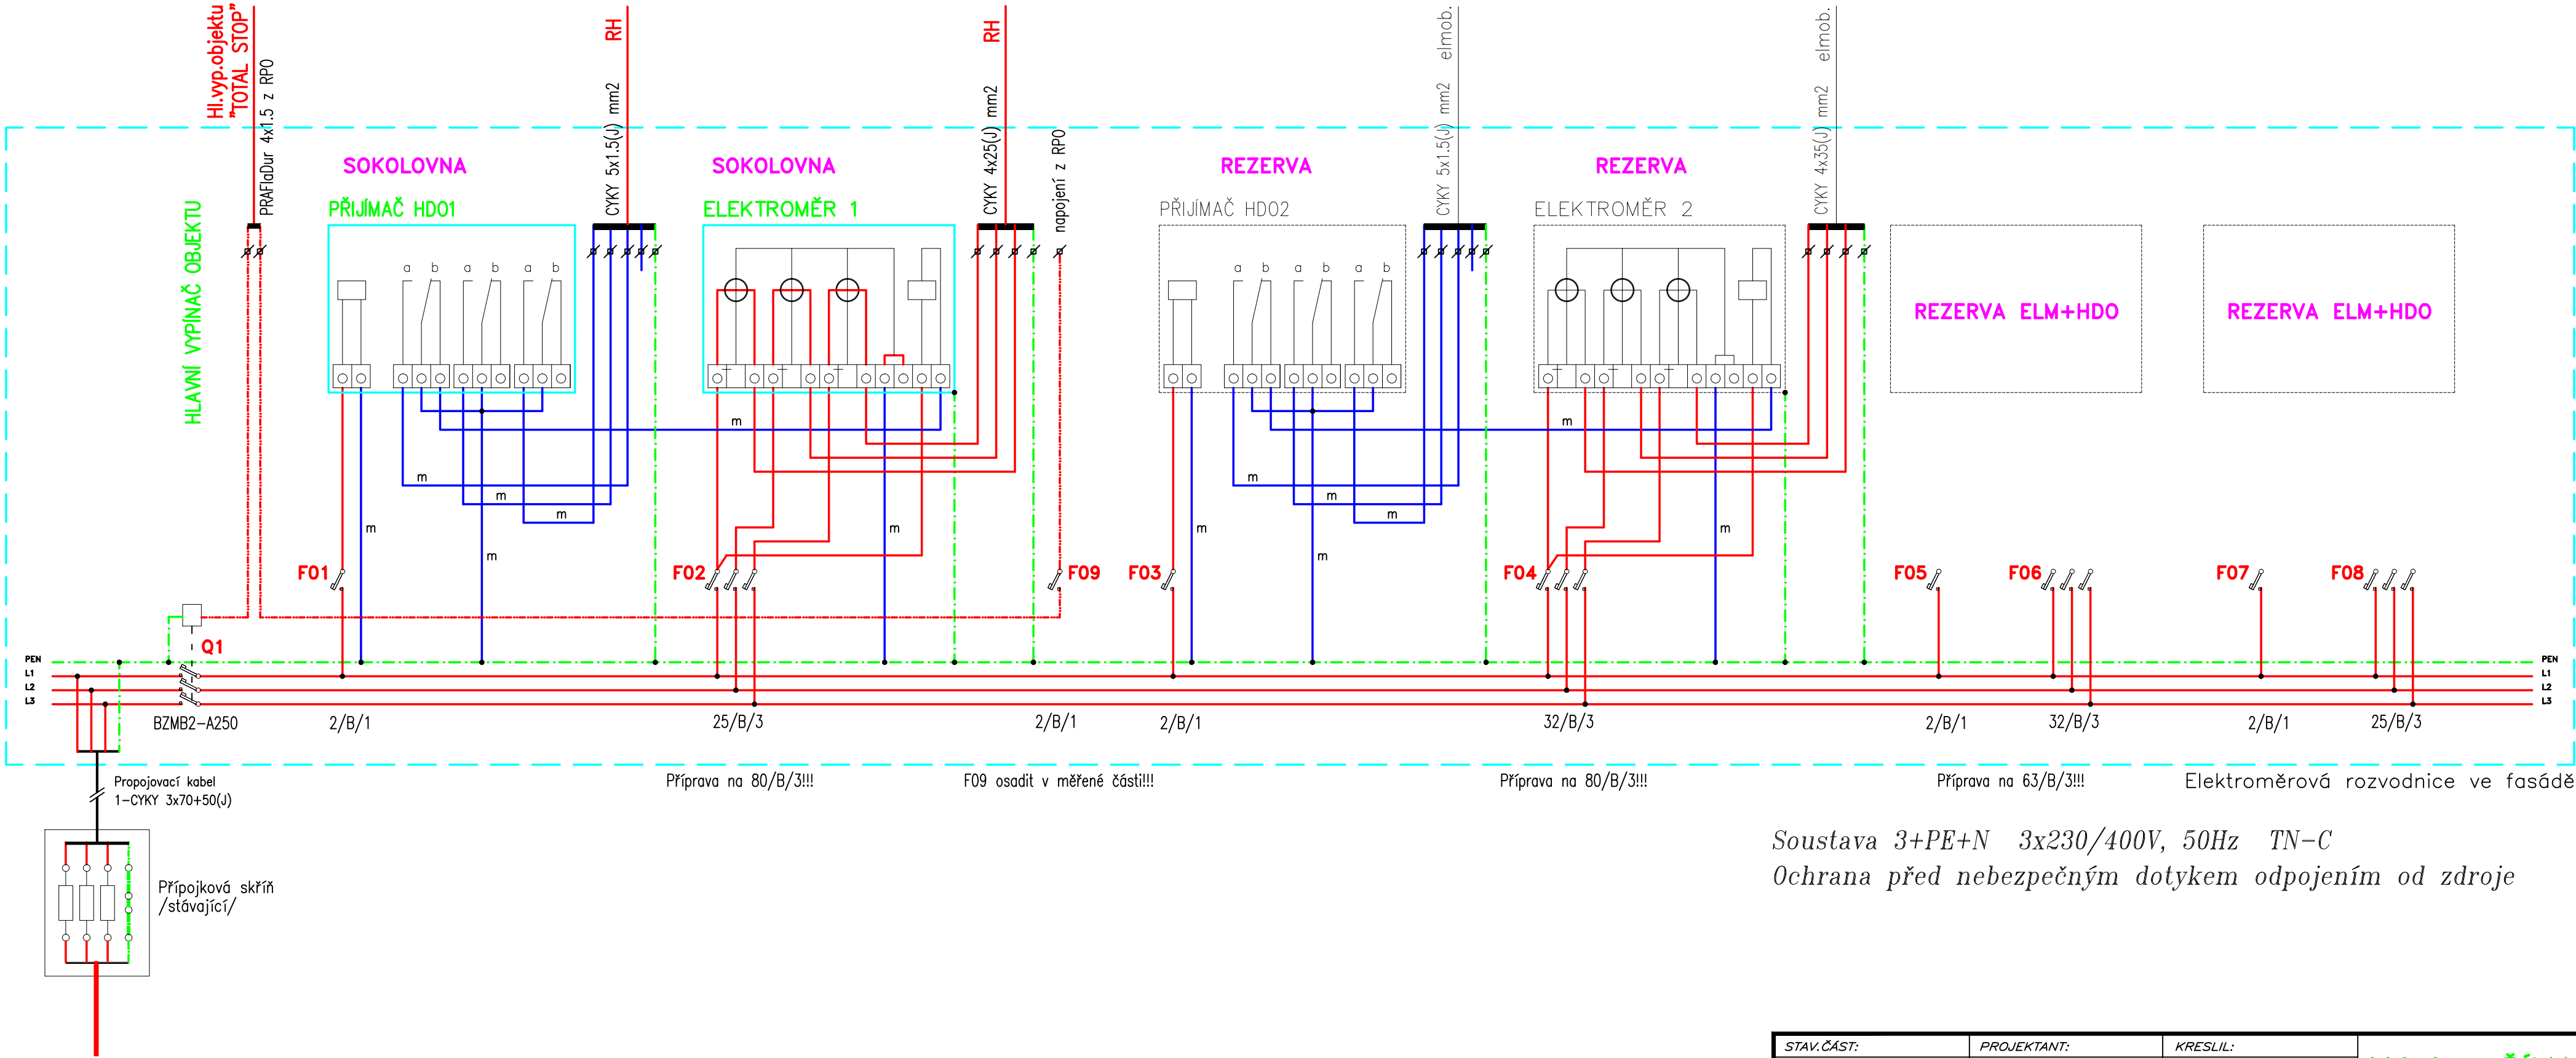 Hl.vyp.objektu
"TOTAL STOP"
PRAFlaDur 4x1.5 z RPO
RH
CYKY 5x1.5(J) mm2
RH
CYKY 4x25(J) mm2
napojení z RPO
elmob.
CYKY 5x1.5(J) mm2
elmob.
CYKY 4x35(J) mm2
SOKOLOVNA
SOKOLOVNA
REZERVA
REZERVA
HLAVNÍ VYPÍNAČ OBJEKTU
PŘIJÍMAČ HDO1
ELEKTROMĚR 1
PŘIJÍMAČ HDO2
ELEKTROMĚR 2
a b a b a b
a b a b a b
REZERVA ELM+HDO
REZERVA ELM+HDO
m
m
m
m
m
m
m
m
m
m
m
m
m
m
F01
F02
F09
F03
F04
F05
F06
F07
F08
Q1
PEN
L1
L2
L3
PEN
L1
L2
L3
BZMB2-A250
2/B/1
25/B/3
2/B/1
2/B/1
32/B/3
2/B/1
32/B/3
2/B/1
25/B/3
Propojovací kabel
1-CYKY 3x70+50(J)
Příprava na 80/B/3!!!
F09 osadit v měřené části!!!
Příprava na 80/B/3!!!
Příprava na 63/B/3!!!
Elektroměrová rozvodnice ve fasádě
Soustava 3+PE+N 3x230/400V, 50Hz TN-C
Ochrana před nebezpečným dotykem odpojením od zdroje
Přípojková skříň
/stávající/
STAV.ČÁST:
PROJEKTANT:
KRESLIL: